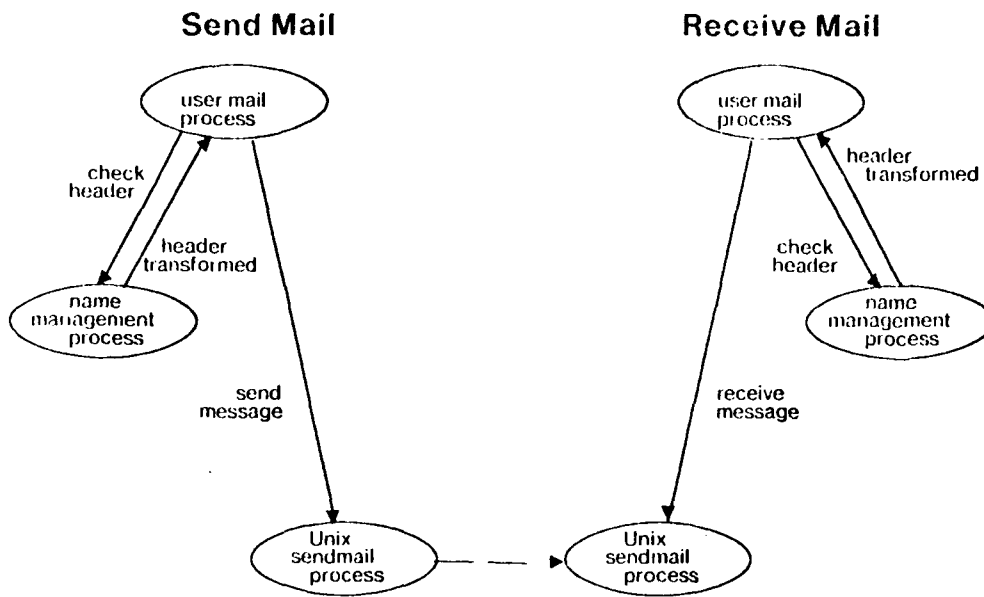 Send Mail
user mail
process
check
header
header
transformed
name
management
process
send
message
Unix
sendmail
process
Receive Mail
user mail
process
header
transformed
check
header
name
management
process
receive
message
Unix
sendmail
process